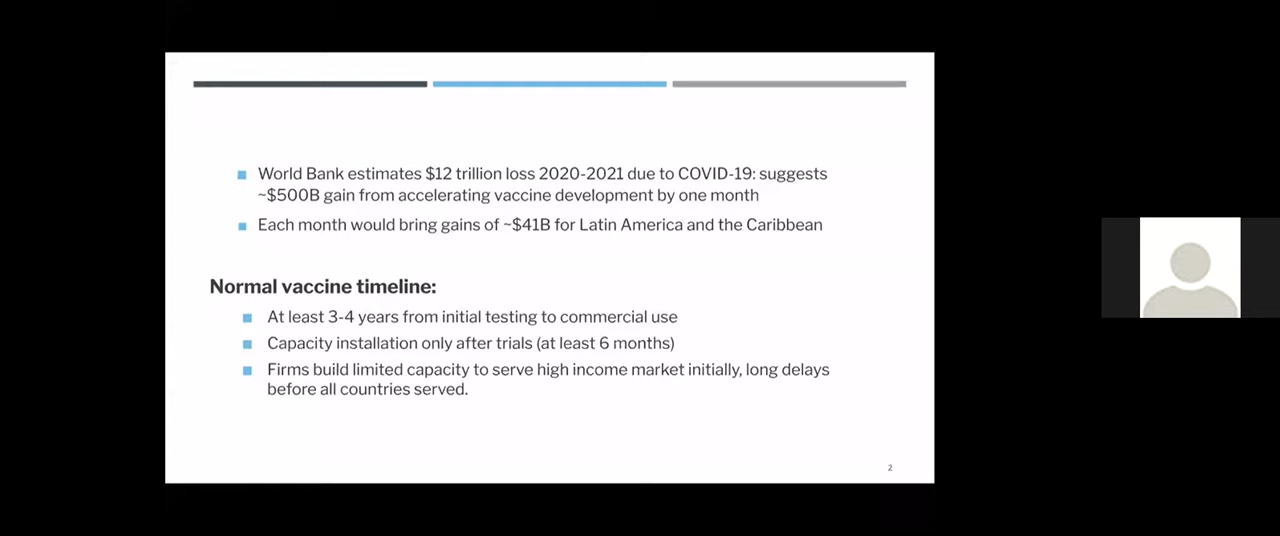 World Bank estimates $12 trillion loss 2020-2021 due to COVID-19: suggests
~$500B gain from accelerating vaccine development by one month
Each month would bring gains of ~$41B for Latin America and the Caribbean
Normal vaccine timeline:
At least 3-4 years from initial testing to commercial use
Capacity installation only after trials (at least 6 months)
Firms build limited capacity to serve high income market initially, long delays
before all countries served.
2